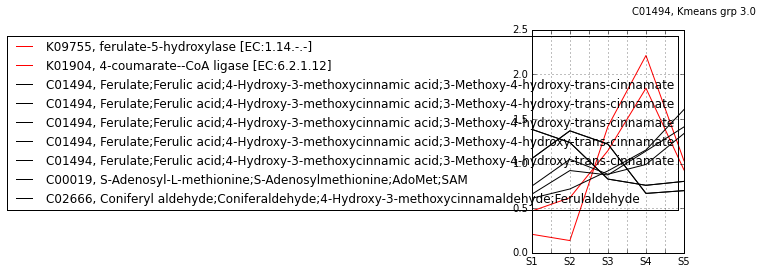 C01494, Kmeans grp 3.0
K09755, ferulate-5-hydroxylase [EC:1.14.-.-]
K01904, 4-coumarate--CoA ligase [EC:6.2.1.12]
C01494, Ferulate;Ferulic acid;4-Hydroxy-3-methoxycinnamic acid;3-Methoxy-4-hydroxy-trans-cinnamate
C01494, Ferulate;Ferulic acid;4-Hydroxy-3-methoxycinnamic acid;3-Methoxy-4-hydroxy-trans-cinnamate
C01494, Ferulate;Ferulic acid;4-Hydroxy-3-methoxycinnamic acid;3-Methoxy-4-hydroxy-trans-cinnamate
C01494, Ferulate;Ferulic acid;4-Hydroxy-3-methoxycinnamic acid;3-Methoxy-4-hydroxy-trans-cinnamate
C01494, Ferulate;Ferulic acid;4-Hydroxy-3-methoxycinnamic acid;3-Methoxy-4-hydroxy-trans-cinnamate
C00019, S-Adenosyl-L-methionine;S-Adenosylmethionine;AdoMet;SAM
C02666, Coniferyl aldehyde;Coniferaldehyde;4-Hydroxy-3-methoxycinnamaldehyde;Ferulaldehyde
2.5
2.0
1.5
1.0
0.5
0.0
S1 S2 S3 S4 S5